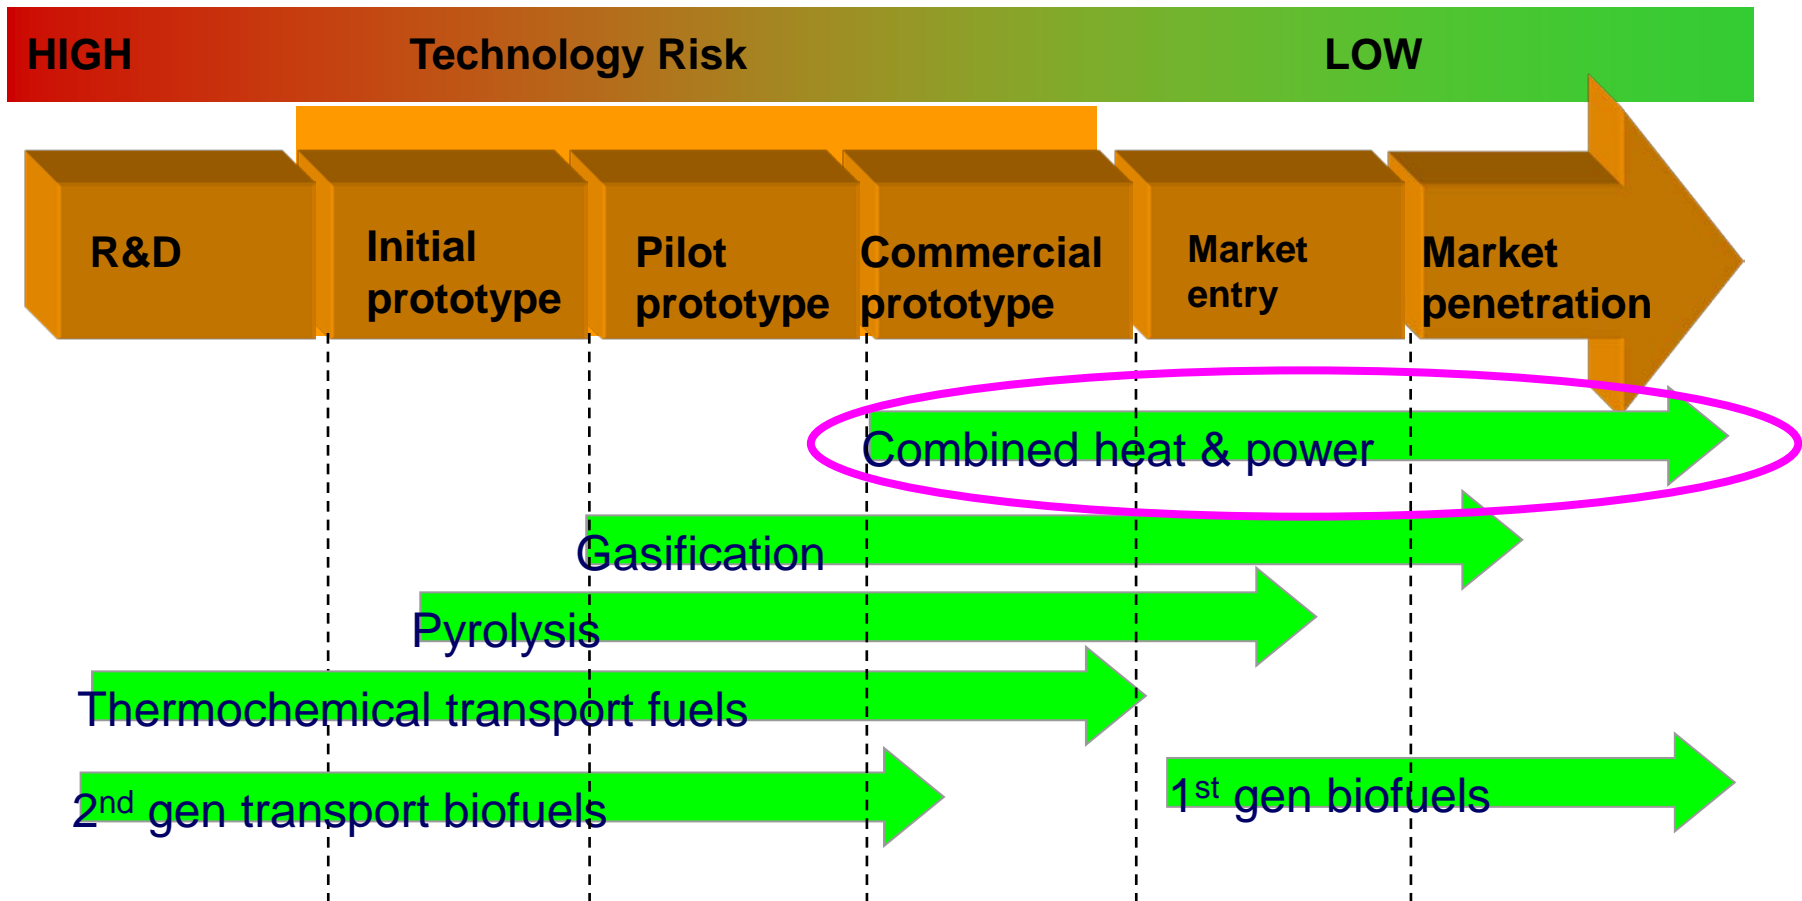 HIGH Technology Risk LOW
R&D
Initial
prototype
Pilot
prototype
Commercial
prototype
Market
entry
Market
penetration
Combined heat & power
Gasification
Pyrolysis
Thermochemical transport fuels
2nd gen transport biofuels
1st gen biofuels